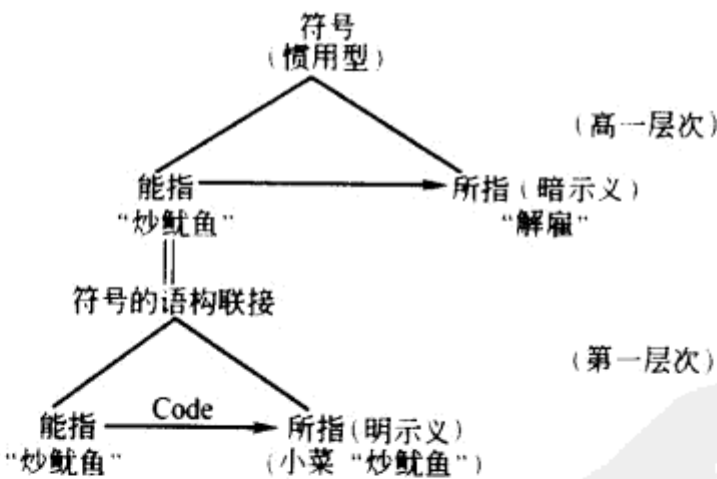 符号
(惯用型)
(高一层次)
能指
所指(暗示义)
“炒鱿鱼”
“解雇”
符号的语构联接
(第一层次)
能指
Code
所指(明示义)
“炒鱿鱼”
(小菜“炒鱿鱼”)